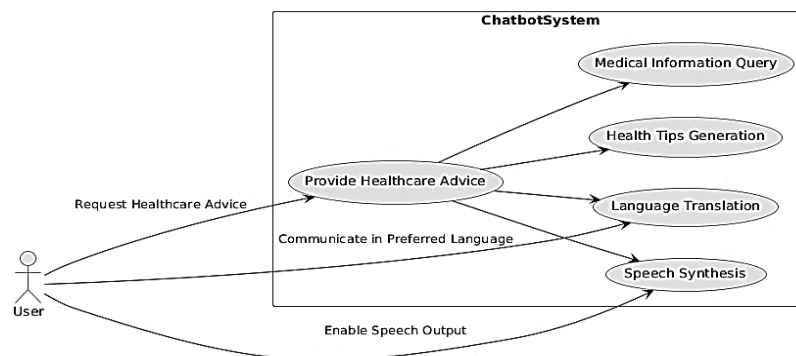 ChatbotSystem
Medical Information Query
Health Tips Generation
Provide Healthcare Advice
Request Healthcare Advice
Language Translation
Communicate in Preferred Language
Speech Synthesis
User
Enable Speech Output